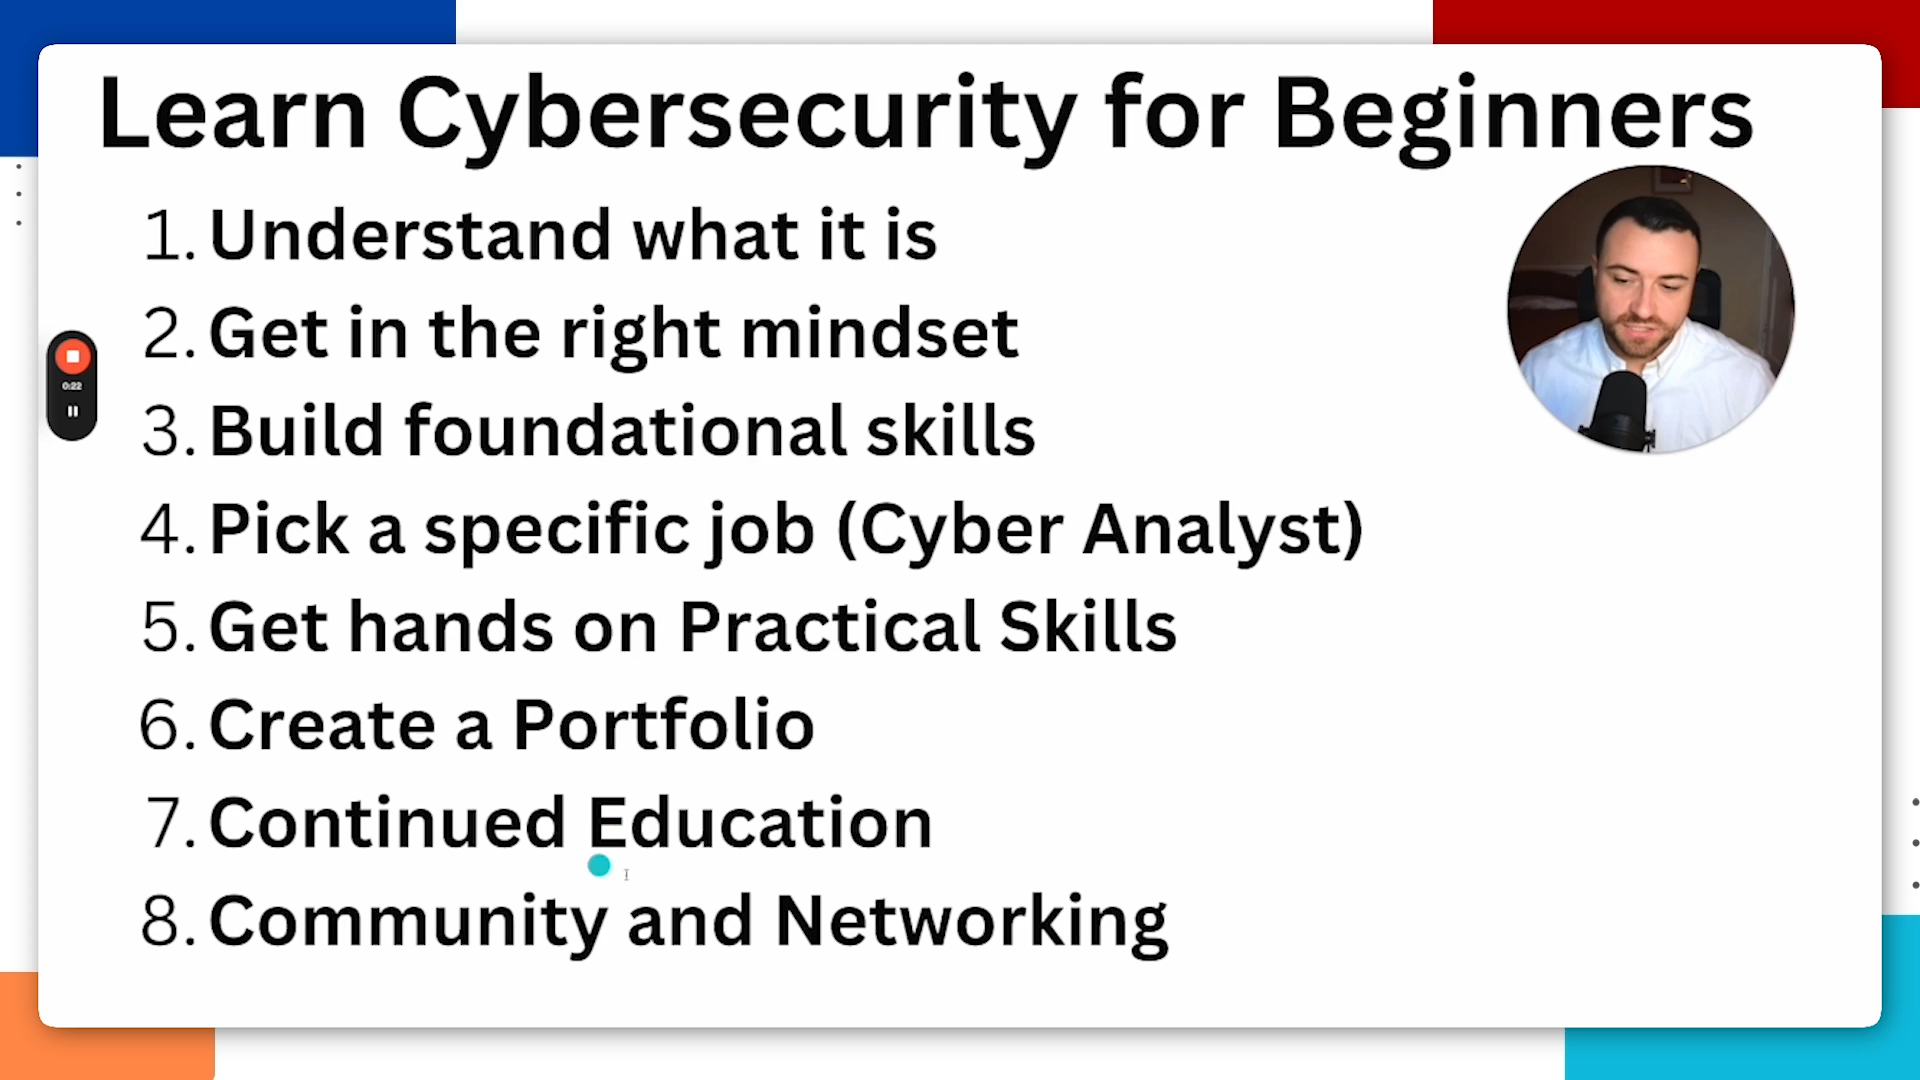 Learn Cybersecurity for Beginners
1. Understand what it is
2. Get in the right mindset
3. Build foundational skills
0:22
4. Pick a specific job (Cyber Analyst)
5. Get hands on Practical Skills
6. Create a Portfolio
7. Continued Education
8. Community and Networking